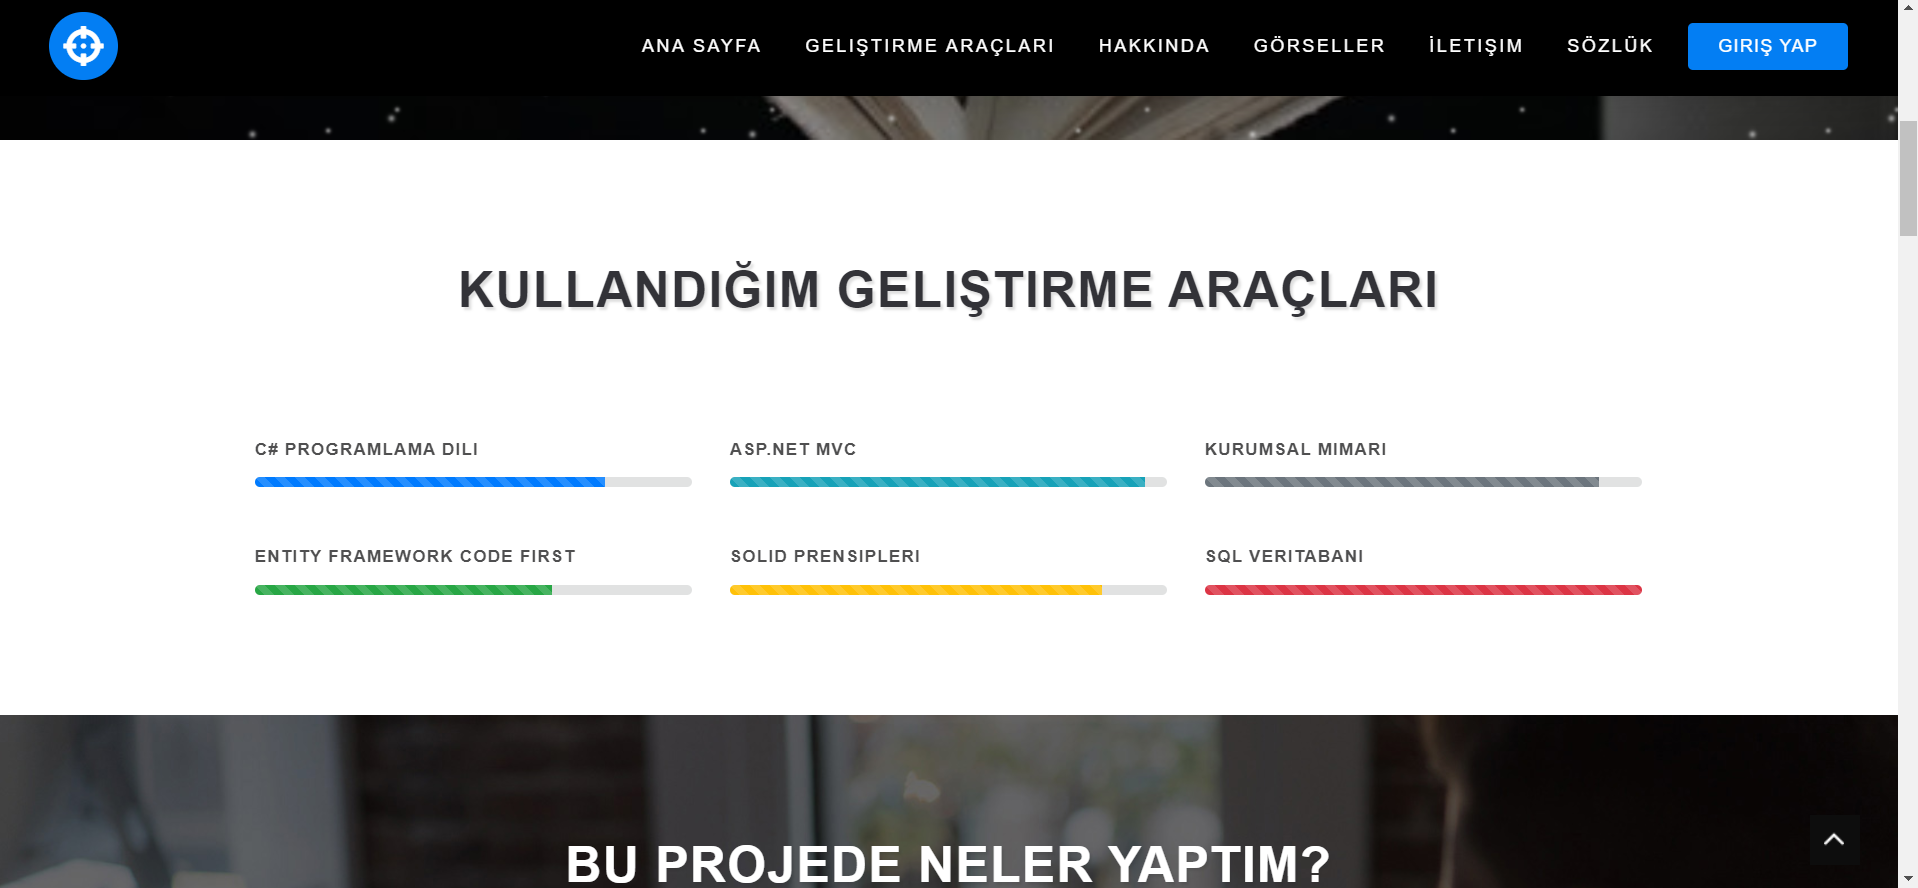 ANA SAYFA GELIŞTIRME ARAÇLARI HAKKINDA GÖRSELLER İLETIŞIM SÖZLÜK GIRIŞ YAP
KULLANDIĞIM GELIŞTIRME ARAÇLARI
C# PROGRAMLAMA DILI ASP.NET MVC KURUMSAL MIMARI
ENTITY FRAMEWORK CODE FIRST SOLID PRENSIPLERI SQL VERITABANI
BU PROJEDE NELER YAPTIM?